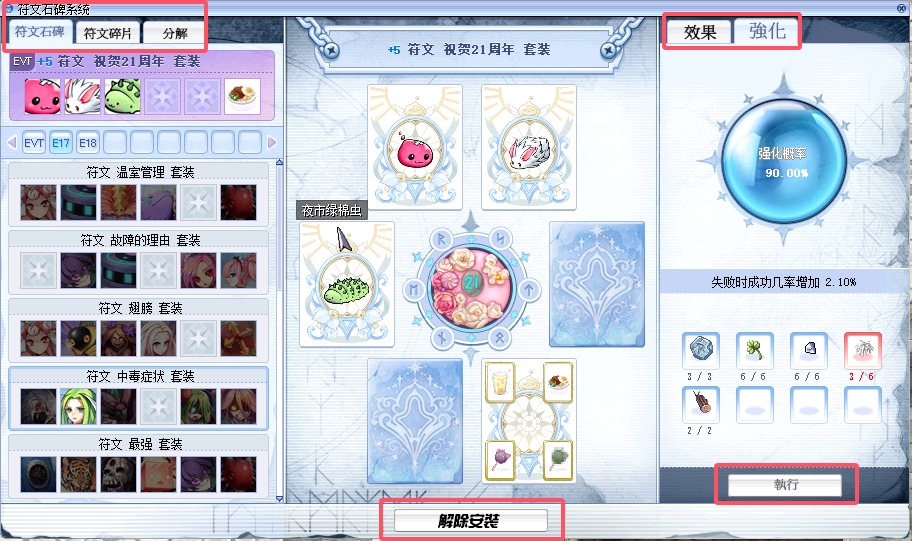 符文石碑系统
符文石碑 符文碎片 分解
EVT +5 符文 祝贺21周年 套装
EVT E17 E18
符文 温室管理 套装
符文 故障的理由 套装
符文 翅膀 套装
符文 中毒症状 套装
符文 最强 套装
+5 符文 祝贺21周年 套装
夜市绿棉虫
21
解除安装
效果 強化
强化概率
90.00%
失败时成功几率增加 2.10%
3 / 3 6 / 6 6 / 6 3 / 6
2 / 2
執行